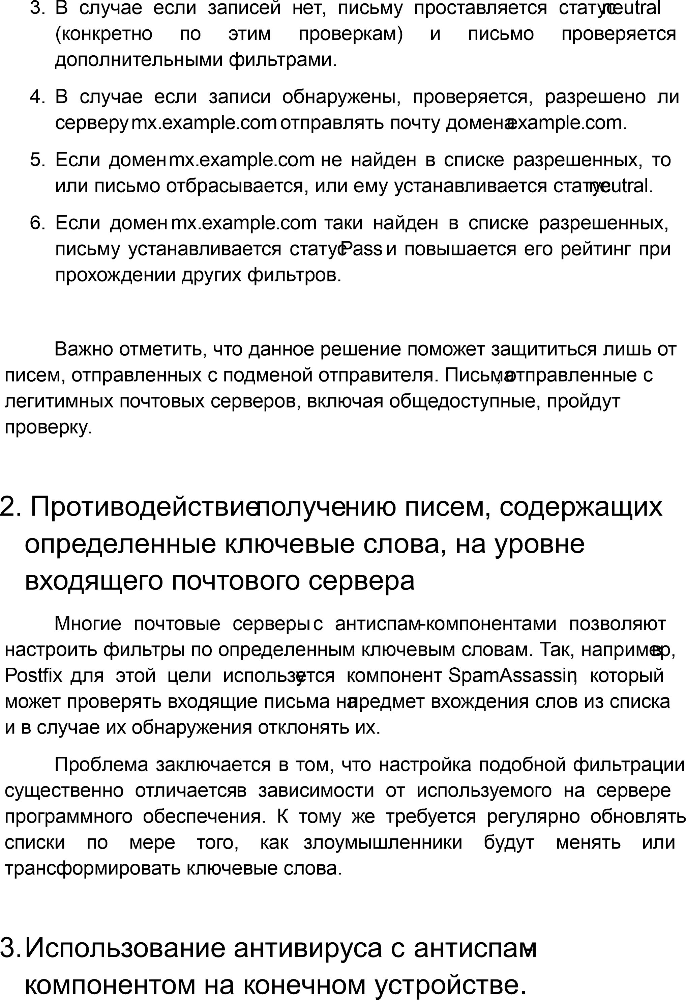 3. В случае если записей нет, письму проставляется статус neutral
(конкретно по этим проверкам) и письмо проверяется
дополнительными фильтрами.
4. В случае если записи обнаружены, проверяется, разрешено ли
серверу mx.example.com отправлять почту домена example.com.
5. Если домен mx.example.com не найден в списке разрешенных, то
или письмо отбрасывается, или ему устанавливается статус neutral.
6. Если домен mx.example.com таки найден в списке разрешенных,
письму устанавливается статус Pass и повышается его рейтинг при
прохождении других фильтров.
Важно отметить, что данное решение поможет защититься лишь от
писем, отправленных с подменой отправителя. Письма, отправленные с
легитимных почтовых серверов, включая общедоступные, пройдут
проверку.
2. Противодействие получению писем, содержащих
определенные ключевые слова, на уровне
входящего почтового сервера
Многие почтовые серверы с антиспам-компонентами позволяют
настроить фильтры по определенным ключевым словам. Так, например, в
Postfix для этой цели используется компонент SpamAssassin, который
может проверять входящие письма на предмет вхождения слов из списка
и в случае их обнаружения отклонять их.
Проблема заключается в том, что настройка подобной фильтрации
существенно отличается в зависимости от используемого на сервере
программного обеспечения. К тому же требуется регулярно обновлять
списки по мере того, как злоумышленники будут менять или
трансформировать ключевые слова.
3. Использование антивируса с антиспам-
компонентом на конечном устройстве.